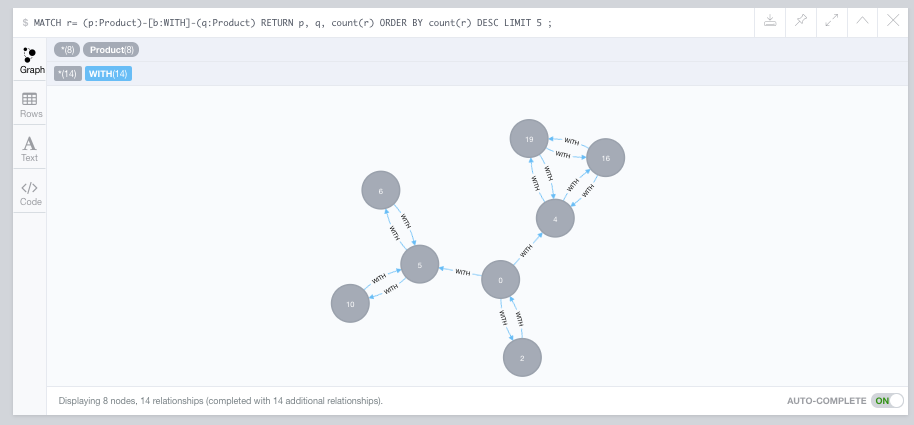 $ MATCH r= (p:Product)-[b:WITH]-(q:Product) RETURN p, q, count(r) ORDER BY count(r) DESC LIMIT 5 ;
*(8) Product(8)
*(14) WITH(14)
Graph
Rows
Text
Code
19
WITH
WITH
16
WITH
WITH
WITH
WITH
6
WITH
WITH
4
WITH
5
WITH
0
WITH
WITH
10
WITH
WITH
2
A
Displaying 8 nodes, 14 relationships (completed with 14 additional relationships).
AUTO-COMPLETE ON